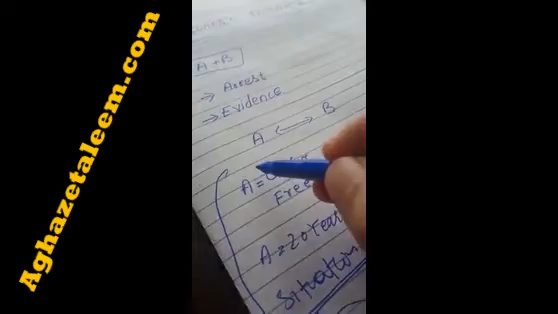 Aghazetaleem.com
A + B
→ Arrest
→ Evidence
A ↔ B
A =
Free
A = 20 Year
Situation